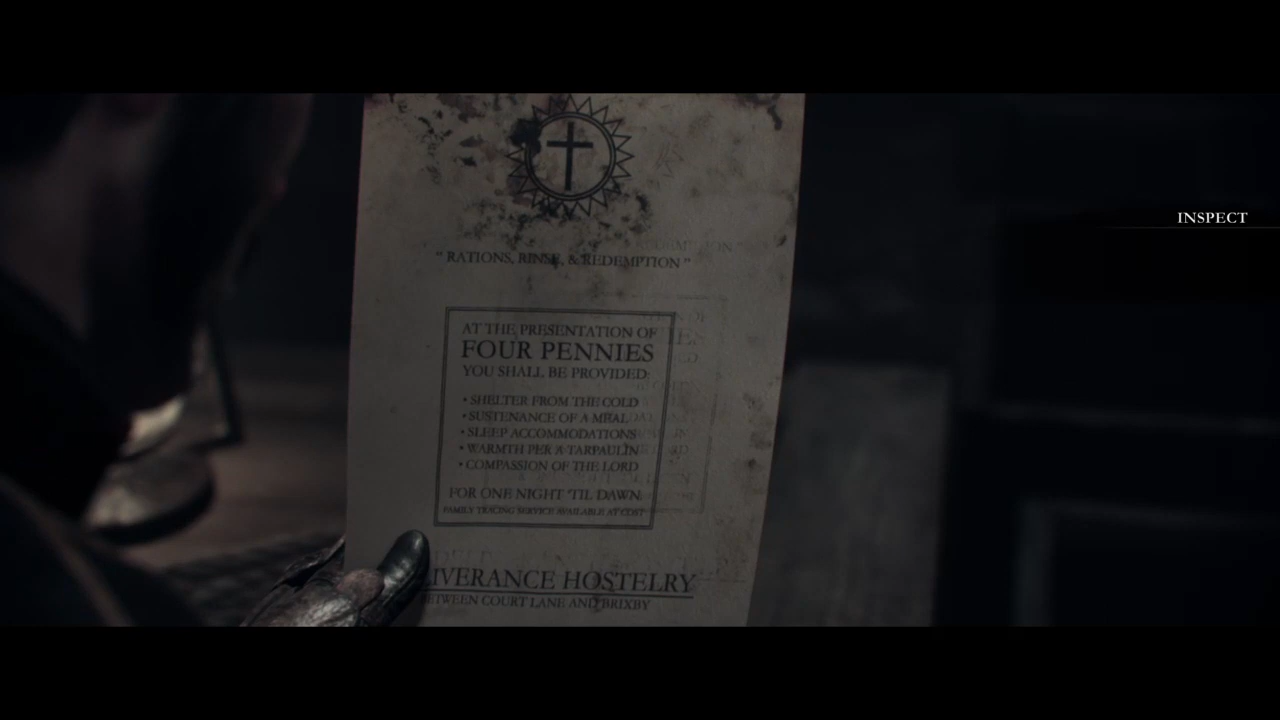 INSPECT
" RATIONS, RINSE, & REDEMPTION "
AT THE PRESENTATION OF
FOUR PENNIES
YOU SHALL BE PROVIDED:
• SHELTER FROM THE COLD
• SUSTENANCE OF A MEAL
• SLEEP ACCOMMODATIONS
• WARMTH PER A TARPAULIN
• COMPASSION OF THE LORD
FOR ONE NIGHT 'TIL DAWN
FAMILY TRACING SERVICE AVAILABLE AT COST
LIVERANCE HOSTELRY
ETWEEN COURT LANE AND BRIXBY